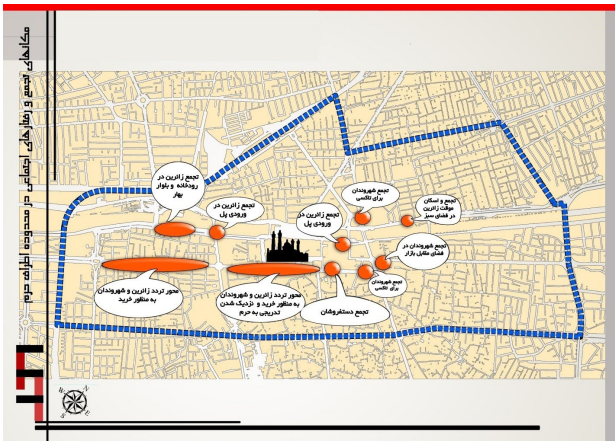 مکانهای تجمع و رفتارهای اجتماعی در محدوده اطراف حرم
تجمع زائرین در
رودخانه و بلوار
بهار
تجمع زائرین در
ورودی پل
تجمع زائرین در
ورودی پل
تجمع شهروندان
برای تاکسی
تجمع و اسکان
موقت زائرین
در فضای سبز
تجمع شهروندان در
فضای مقابل بازار
تجمع شهروندان
برای تاکسی
تجمع دستفروشان
محور تردد زائرین و شهروندان
به منظور خرید و نزدیک شدن
تدریجی به حرم
محور تردد زائرین و شهروندان
به منظور خرید
N
E
S
W